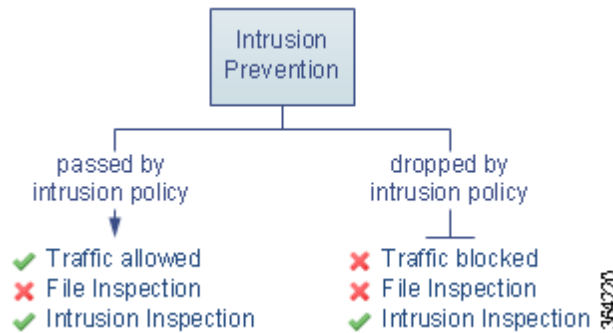 Intrusion
Prevention
passed by
intrusion policy
dropped by
intrusion policy
Traffic allowed
File Inspection
Intrusion Inspection
Traffic blocked
File Inspection
Intrusion Inspection
364220